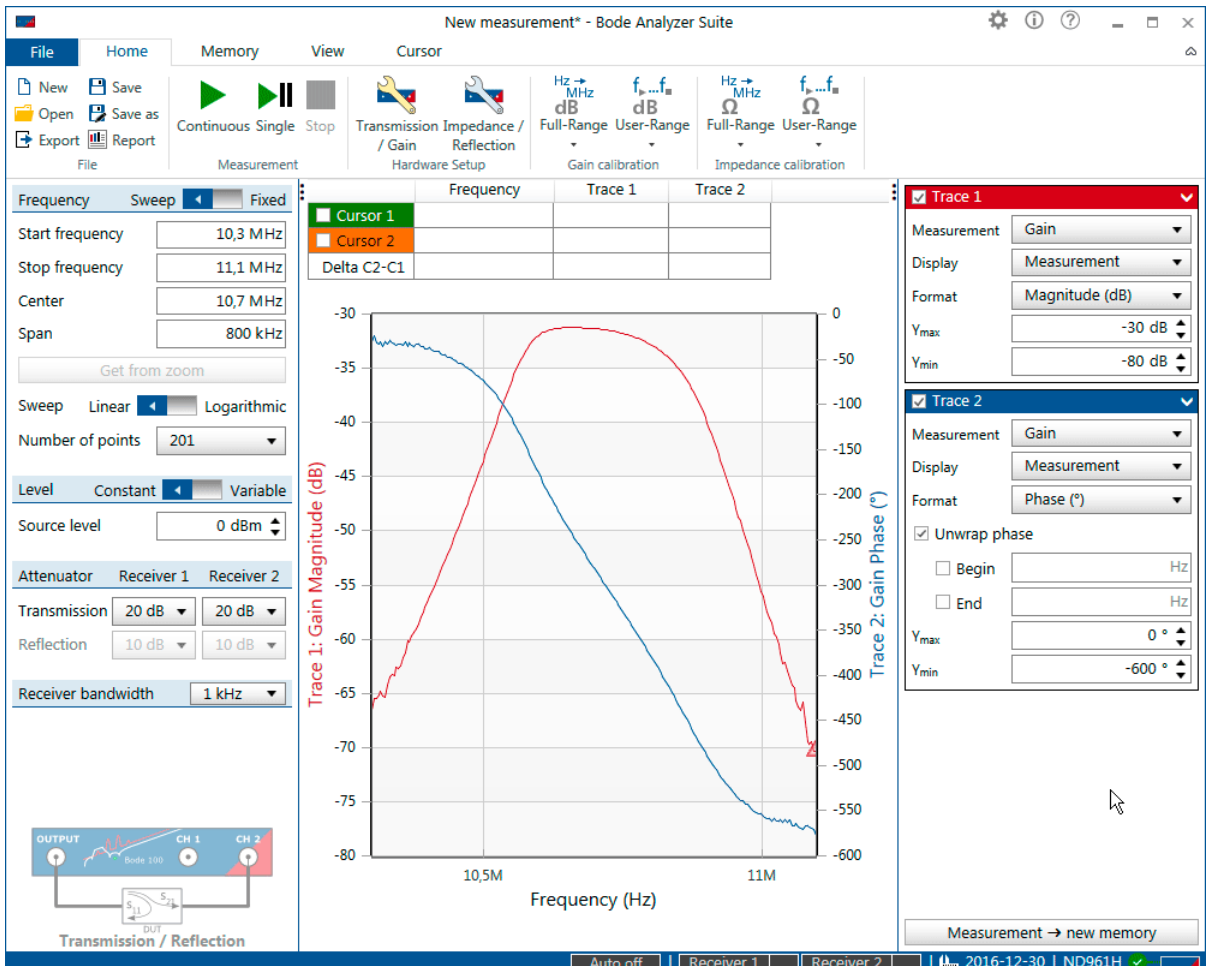 New measurement* - Bode Analyzer Suite
File Home Memory View Cursor
New Save
Open Save as
Export Report
File
Continuous Single Stop
Measurement
Transmission / Gain
Impedance / Reflection
Hardware Setup
Hz → MHz dB
Full-Range
f▸...f■ dB
User-Range
Gain calibration
Hz → MHz Ω
Full-Range
f▸...f■ Ω
User-Range
Impedance calibration
Frequency Sweep Fixed
Start frequency 10,3 MHz
Stop frequency 11,1 MHz
Center 10,7 MHz
Span 800 kHz
Get from zoom
Sweep Linear Logarithmic
Number of points 201
Level Constant Variable
Source level 0 dBm
Attenuator Receiver 1 Receiver 2
Transmission 20 dB 20 dB
Reflection 10 dB 10 dB
Receiver bandwidth 1 kHz
OUTPUT CH 1 CH 2
Bode 100
S11 S21
DUT
Transmission / Reflection
Frequency Trace 1 Trace 2
Cursor 1
Cursor 2
Delta C2-C1
Trace 1: Gain Magnitude (dB)
-30
-35
-40
-45
-50
-55
-60
-65
-70
-75
-80
0
-50
-100
-150
-200
-250
-300
-350
-400
-450
-500
-550
-600
Trace 2: Gain Phase (°)
10,5M 11M
Frequency (Hz)
Trace 1
Measurement Gain
Display Measurement
Format Magnitude (dB)
Ymax -30 dB
Ymin -80 dB
Trace 2
Measurement Gain
Display Measurement
Format Phase (°)
Unwrap phase
Begin Hz
End Hz
Ymax 0 °
Ymin -600 °
Measurement → new memory
Auto off | Receiver 1 Receiver 2 | 2016-12-30 | ND961H